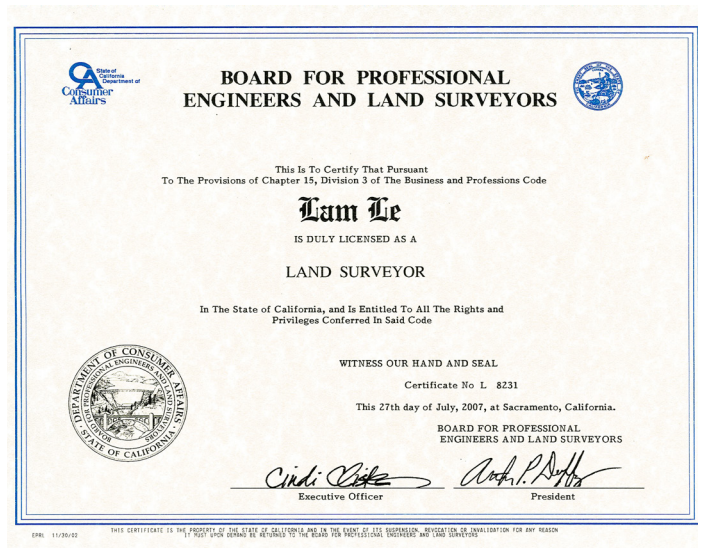 State of
California
Department of
Consumer
Affairs
BOARD FOR PROFESSIONAL
ENGINEERS AND LAND SURVEYORS
This Is To Certify That Pursuant
To The Provisions of Chapter 15, Division 3 of The Business and Professions Code
Lam Le
IS DULY LICENSED AS A
LAND SURVEYOR
In The State of California, and Is Entitled To All The Rights and
Privileges Conferred In Said Code
DEPARTMENT OF CONSUMER AFFAIRS
BOARD FOR PROFESSIONAL ENGINEERS AND LAND SURVEYORS
STATE OF CALIFORNIA
WITNESS OUR HAND AND SEAL
Certificate No L 8231
This 27th day of July, 2007, at Sacramento, California.
BOARD FOR PROFESSIONAL
ENGINEERS AND LAND SURVEYORS
Cindi
Executive Officer
President
EPRL 11/30/02
THIS CERTIFICATE IS THE PROPERTY OF THE STATE OF CALIFORNIA AND IN THE EVENT OF ITS SUSPENSION, REVOCATION OR INVALIDATION FOR ANY REASON
IT MUST UPON DEMAND BE RETURNED TO THE BOARD FOR PROFESSIONAL ENGINEERS AND LAND SURVEYORS